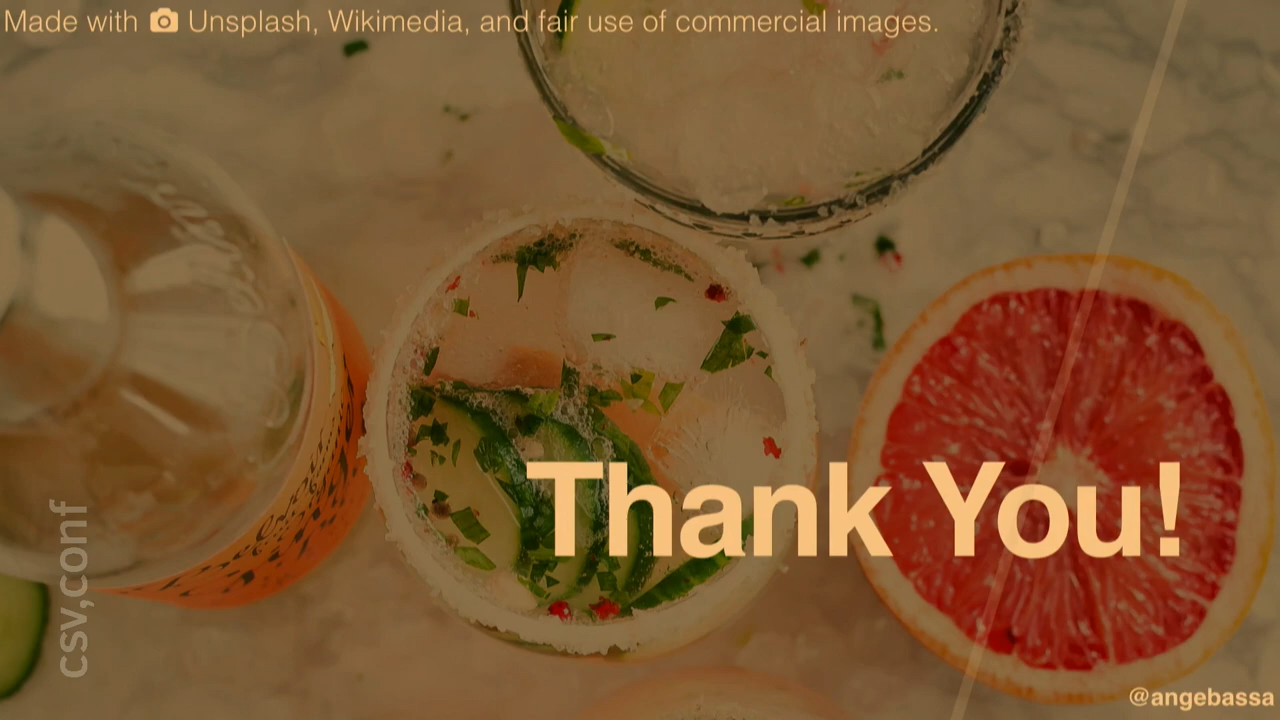 Made with Unsplash, Wikimedia, and fair use of commercial images.
Thank You!
csv,conf
@angebassa